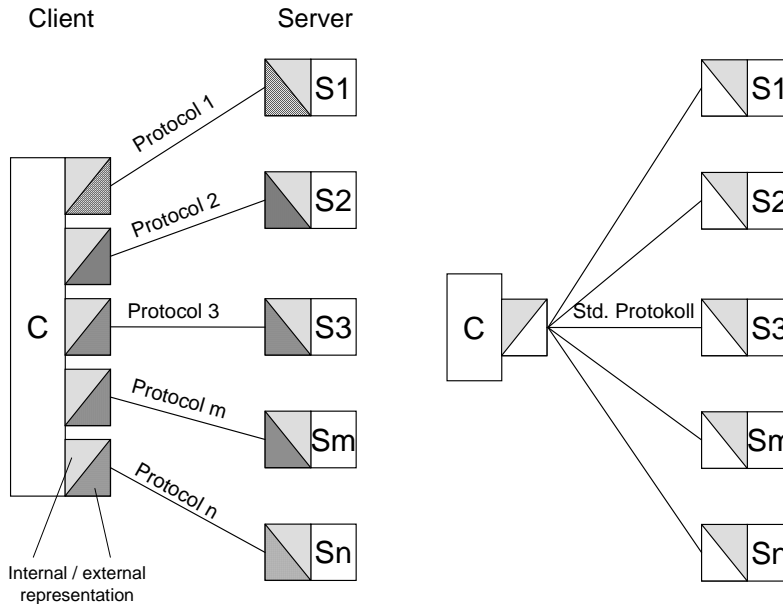 Client
Server
S1
S1
Protocol 1
S2
S2
Protocol 2
C
Protocol 3
S3
C
Std. Protokoll
S3
Protocol m
Sm
Sm
Protocol n
Sn
Sn
Internal / external
representation